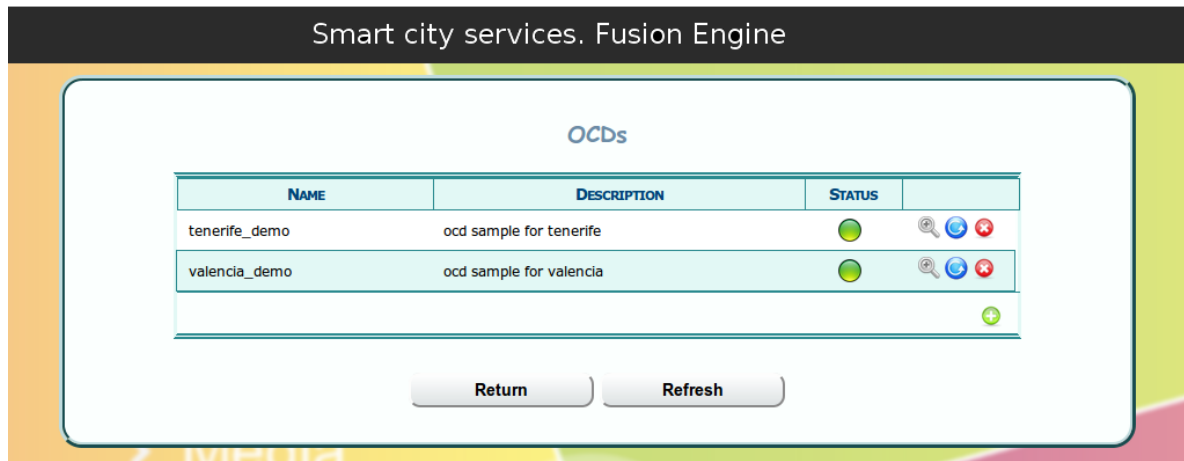 Smart city services. Fusion Engine
OCDs
NAME DESCRIPTION STATUS
tenerife_demo ocd sample for tenerife
valencia_demo ocd sample for valencia
Return Refresh
Media